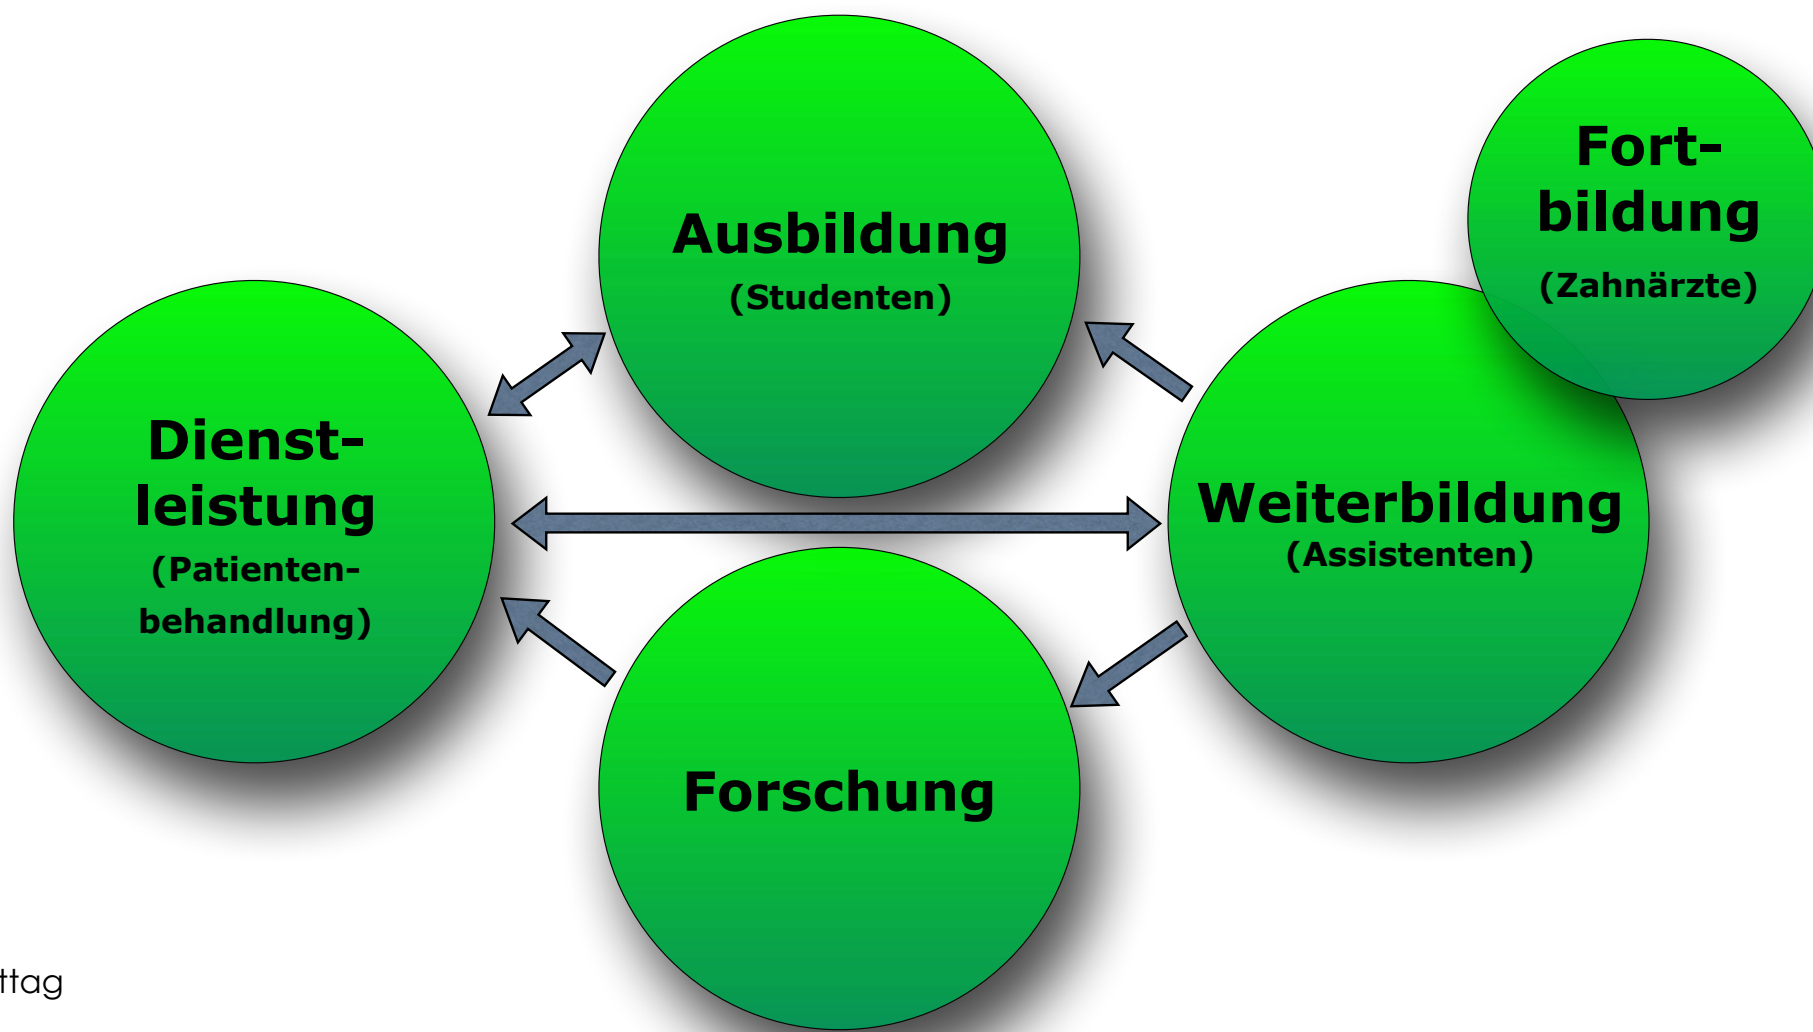 Ausbildung
(Studenten)
Fort-
bildung
(Zahnärzte)
Dienst-
leistung
(Patienten-
behandlung)
Weiterbildung
(Assistenten)
Forschung
ttag